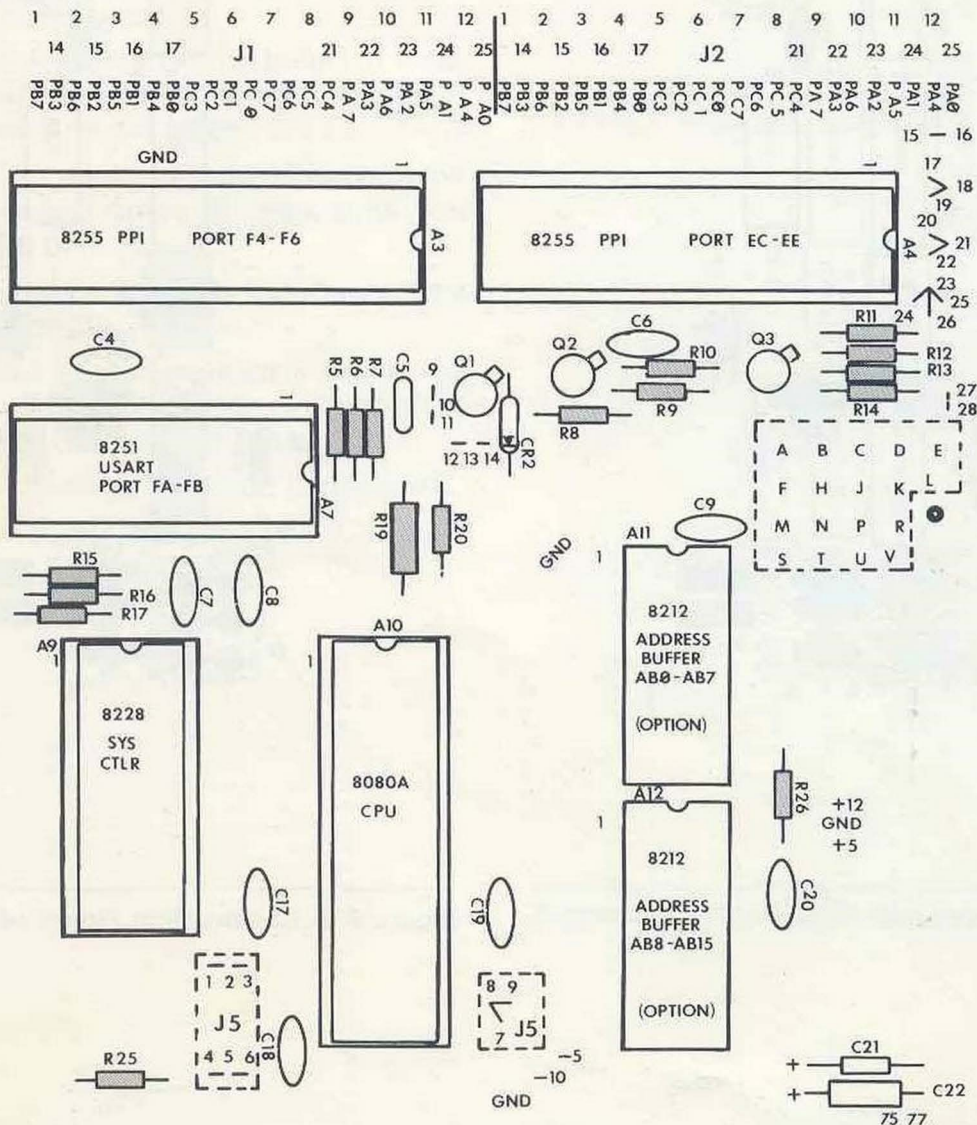 1 2 3 4 5 6 7 8 9 10 11 12 1 2 3 4 5 6 7 8 9 10 11 12
14 15 16 17 J1 21 22 23 24 25 14 15 16 17 J2 21 22 23 24 25
PB7 PB3 PB6 PB2 PB5 PB1 PB4 PB0 PC3 PC2 PC1 PC0 PC7 PC6 PC5 PC4 PA7 PA3 PA6 PA2 PA5 PA1 PA4 PA0 PB7 PB3 PB6 PB2 PB5 PB1 PB4 PB0 PC3 PC2 PC1 PC0 PC7 PC6 PC5 PC4 PA7 PA3 PA6 PA2 PA5 PA1 PA4 PA0
15 — 16
GND
1
1
17
18
19
8255 PPI PORT F4-F6
A3
8255 PPI PORT EC-EE
A4
20
21
22
23
25
24
26
C4
R5
R6
R7
C5
9
10
11
Q1
12 13 14
CR2
Q2
C6
R10
R9
R8
Q3
R11
R12
R13
R14
27
28
1
8251
USART
PORT FA-FB
A7
R19
R20
A B C D E
F H J K L
M N P R
S T U V
C9
GND
R15
R16
R17
C7
C8
A9
1
8228
SYS
CTLR
A10
1
8080A
CPU
A11
1
8212
ADDRESS
BUFFER
AB0-AB7
(OPTION)
A12
1
8212
ADDRESS
BUFFER
AB8-AB15
(OPTION)
R26
+12
GND
+5
C20
C17
C19
1 2 3
J5
4 5 6
C18
8 9
J5
7
R25
-5
-10
GND
+ C21
+ C22
75 77